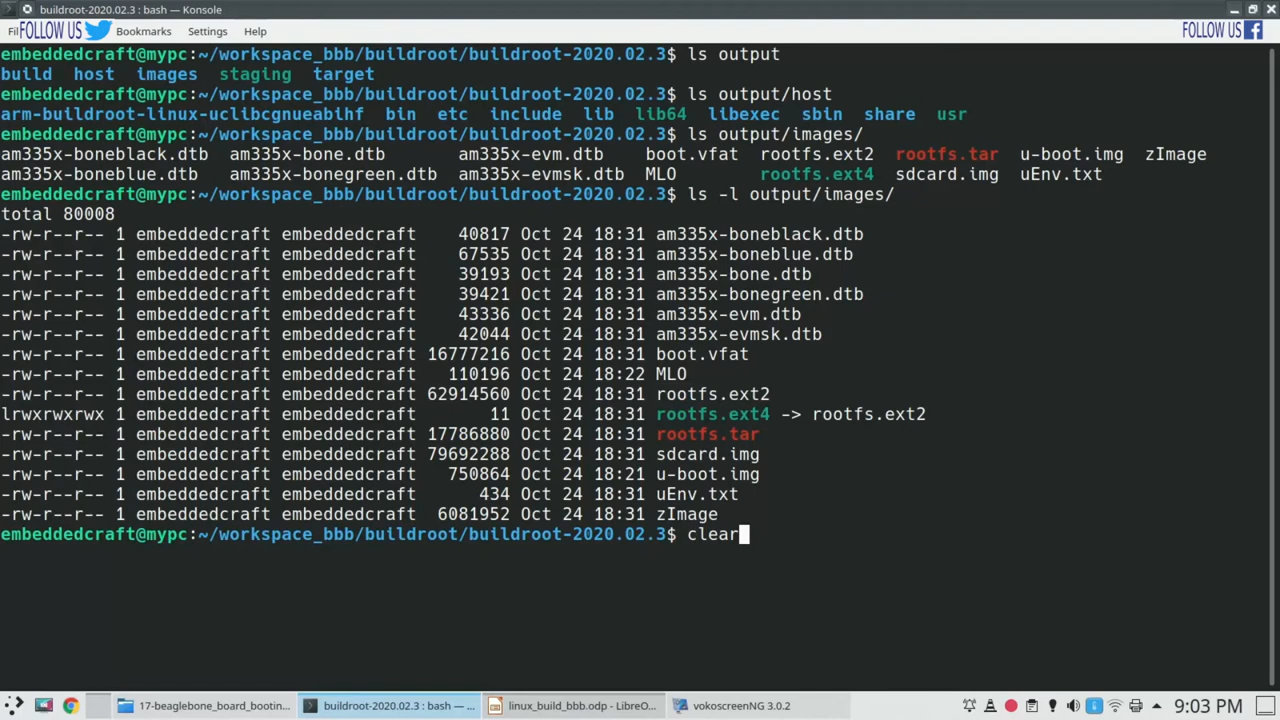 buildroot-2020.02.3 : bash — Konsole
Fil FOLLOW US Bookmarks Settings Help FOLLOW US
embeddedcraft@mypc:~/workspace_bbb/buildroot/buildroot-2020.02.3$ ls output
build host images staging target
embeddedcraft@mypc:~/workspace_bbb/buildroot/buildroot-2020.02.3$ ls output/host
arm-buildroot-linux-uclibcgnueabihf bin etc include lib lib64 libexec sbin share usr
embeddedcraft@mypc:~/workspace_bbb/buildroot/buildroot-2020.02.3$ ls output/images/
am335x-boneblack.dtb am335x-bone.dtb am335x-evm.dtb boot.vfat rootfs.ext2 rootfs.tar u-boot.img zImage
am335x-boneblue.dtb am335x-bonegreen.dtb am335x-evmsk.dtb MLO rootfs.ext4 sdcard.img uEnv.txt
embeddedcraft@mypc:~/workspace_bbb/buildroot/buildroot-2020.02.3$ ls -l output/images/
total 80008
-rw-r--r-- 1 embeddedcraft embeddedcraft 40817 Oct 24 18:31 am335x-boneblack.dtb
-rw-r--r-- 1 embeddedcraft embeddedcraft 67535 Oct 24 18:31 am335x-boneblue.dtb
-rw-r--r-- 1 embeddedcraft embeddedcraft 39193 Oct 24 18:31 am335x-bone.dtb
-rw-r--r-- 1 embeddedcraft embeddedcraft 39421 Oct 24 18:31 am335x-bonegreen.dtb
-rw-r--r-- 1 embeddedcraft embeddedcraft 43336 Oct 24 18:31 am335x-evm.dtb
-rw-r--r-- 1 embeddedcraft embeddedcraft 42044 Oct 24 18:31 am335x-evmsk.dtb
-rw-r--r-- 1 embeddedcraft embeddedcraft 16777216 Oct 24 18:31 boot.vfat
-rw-r--r-- 1 embeddedcraft embeddedcraft 110196 Oct 24 18:22 MLO
-rw-r--r-- 1 embeddedcraft embeddedcraft 62914560 Oct 24 18:31 rootfs.ext2
lrwxrwxrwx 1 embeddedcraft embeddedcraft 11 Oct 24 18:31 rootfs.ext4 -> rootfs.ext2
-rw-r--r-- 1 embeddedcraft embeddedcraft 17786880 Oct 24 18:31 rootfs.tar
-rw-r--r-- 1 embeddedcraft embeddedcraft 79692288 Oct 24 18:31 sdcard.img
-rw-r--r-- 1 embeddedcraft embeddedcraft 750864 Oct 24 18:21 u-boot.img
-rw-r--r-- 1 embeddedcraft embeddedcraft 434 Oct 24 18:31 uEnv.txt
-rw-r--r-- 1 embeddedcraft embeddedcraft 6081952 Oct 24 18:31 zImage
embeddedcraft@mypc:~/workspace_bbb/buildroot/buildroot-2020.02.3$ clear
17-beaglebone_board_bootin... buildroot-2020.02.3 : bash — ... linux_build_bbb.odp - LibreO... vokoscreenNG 3.0.2 9:03 PM